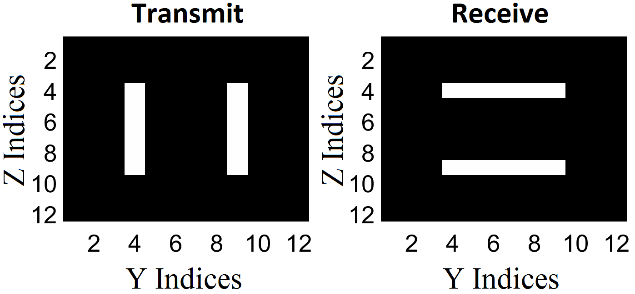 Transmit
Receive
Z Indices
2
4
6
8
10
12
2 4 6 8 10 12
Y Indices
Z Indices
2
4
6
8
10
12
2 4 6 8 10 12
Y Indices